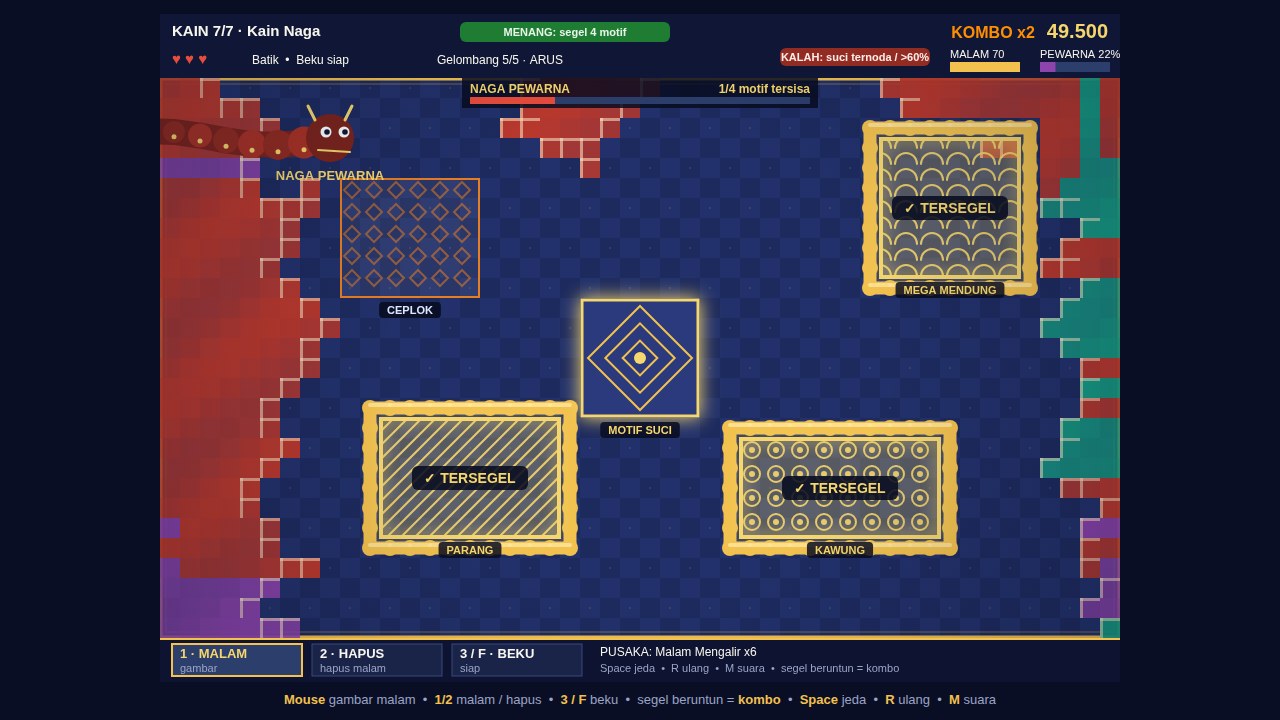 KAIN 7/7 · Kain Naga
MENANG: segel 4 motif
KOMBO x2 49.500
♥ ♥ ♥ Batik • Beku siap
Gelombang 5/5 · ARUS
KALAH: suci ternoda / >60%
MALAM 70
PEWARNA 22%
NAGA PEWARNA
1/4 motif tersisa
NAGA PEWARNA
✓ TERSEGEL
MEGA MENDUNG
CEPLOK
MOTIF SUCI
✓ TERSEGEL
PARANG
✓ TERSEGEL
KAWUNG
1 · MALAM
gambar
2 · HAPUS
hapus malam
3 / F · BEKU
siap
PUSAKA: Malam Mengalir x6
Space jeda • R ulang • M suara • segel beruntun = kombo
Mouse gambar malam • 1/2 malam / hapus • 3 / F beku • segel beruntun = kombo • Space jeda • R ulang • M suara